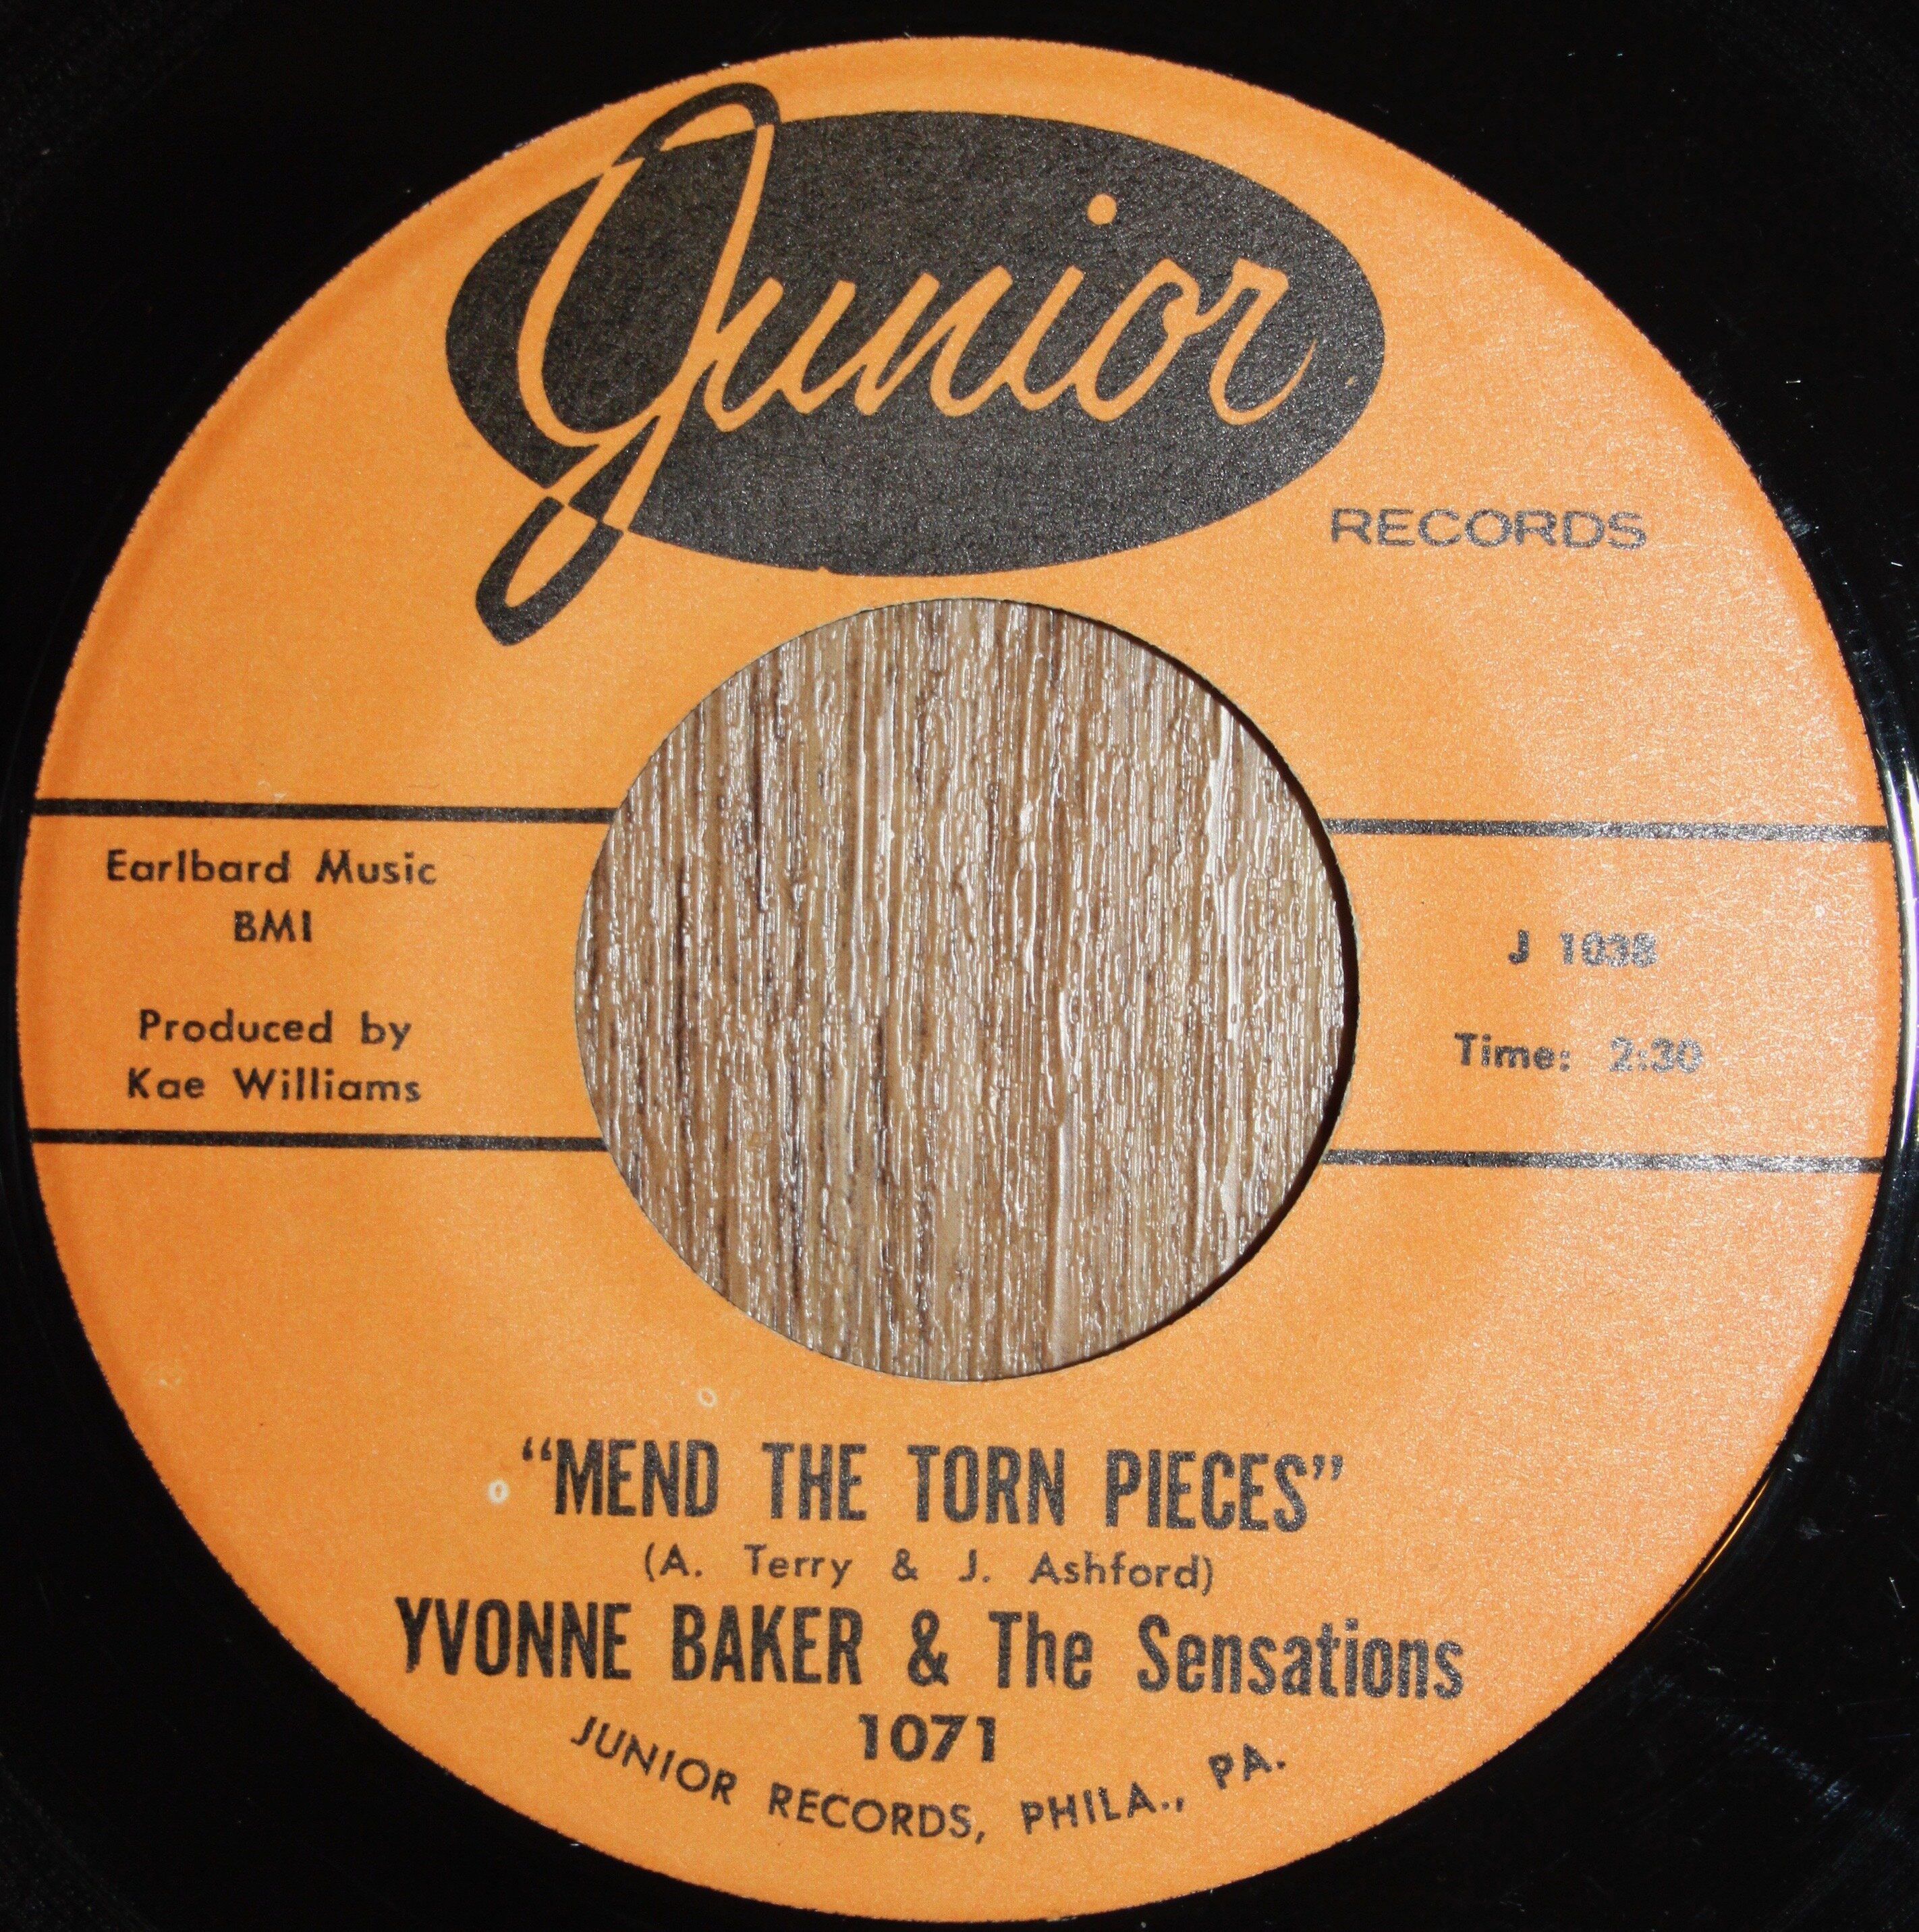 Junior
RECORDS
Earlbard Music
BMI
Produced by
Kae Williams
J 1038
Time: 2:30
“MEND THE TORN PIECES”
(A. Terry & J. Ashford)
YVONNE BAKER & The Sensations
1071
JUNIOR RECORDS, PHILA., PA.